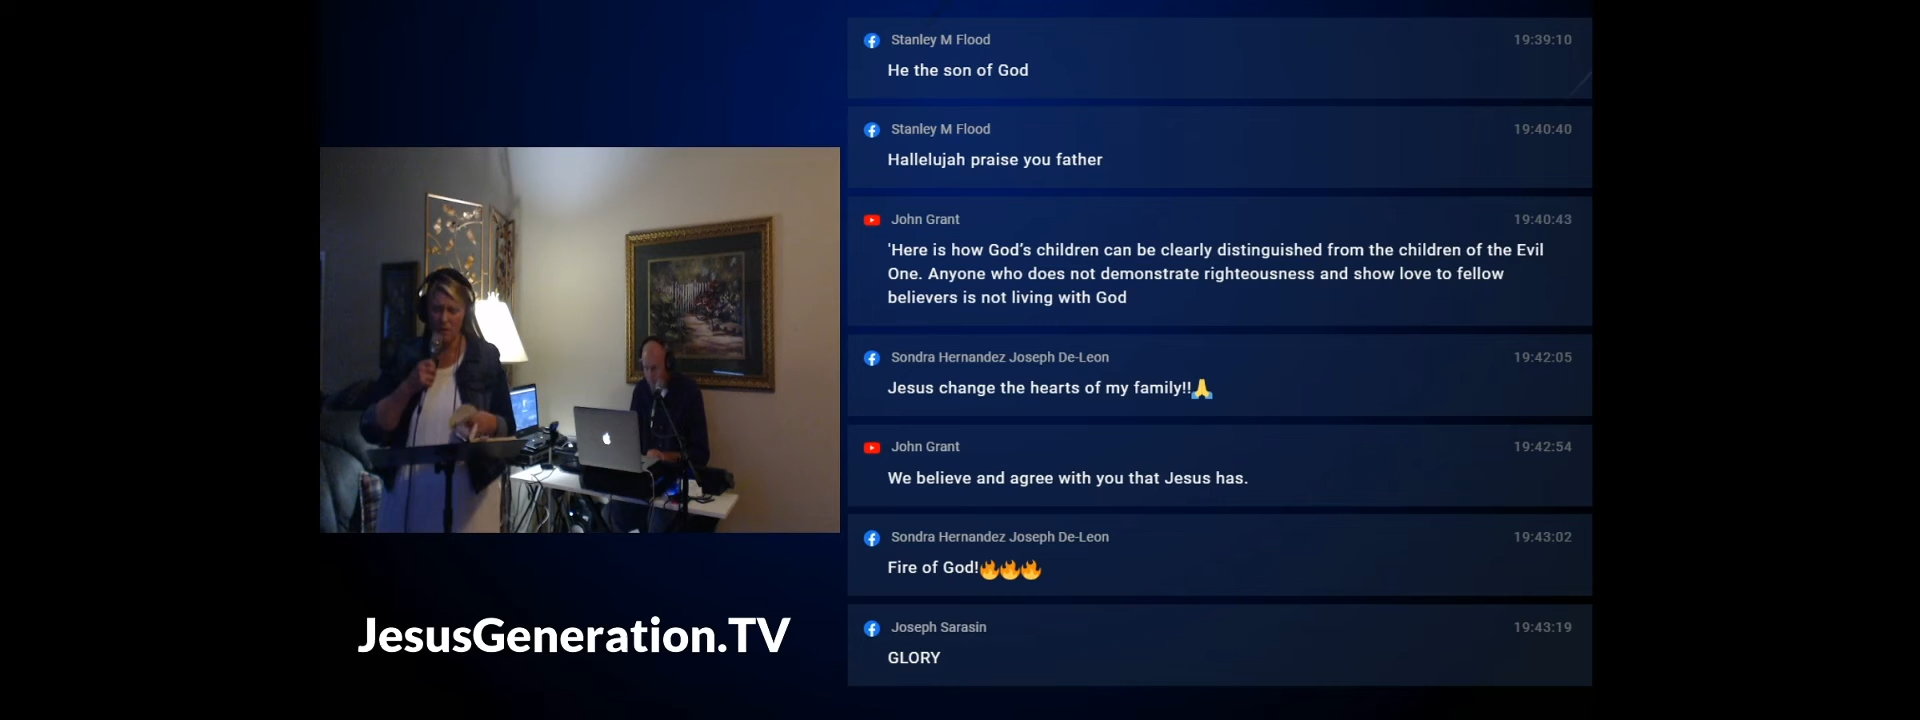 Stanley M Flood 19:39:10
He the son of God
Stanley M Flood 19:40:40
Hallelujah praise you father
John Grant 19:40:43
'Here is how God’s children can be clearly distinguished from the children of the Evil
One. Anyone who does not demonstrate righteousness and show love to fellow
believers is not living with God
Sondra Hernandez Joseph De-Leon 19:42:05
Jesus change the hearts of my family!!🙏
John Grant 19:42:54
We believe and agree with you that Jesus has.
Sondra Hernandez Joseph De-Leon 19:43:02
Fire of God!🔥🔥🔥
Joseph Sarasin 19:43:19
GLORY
JesusGeneration.TV